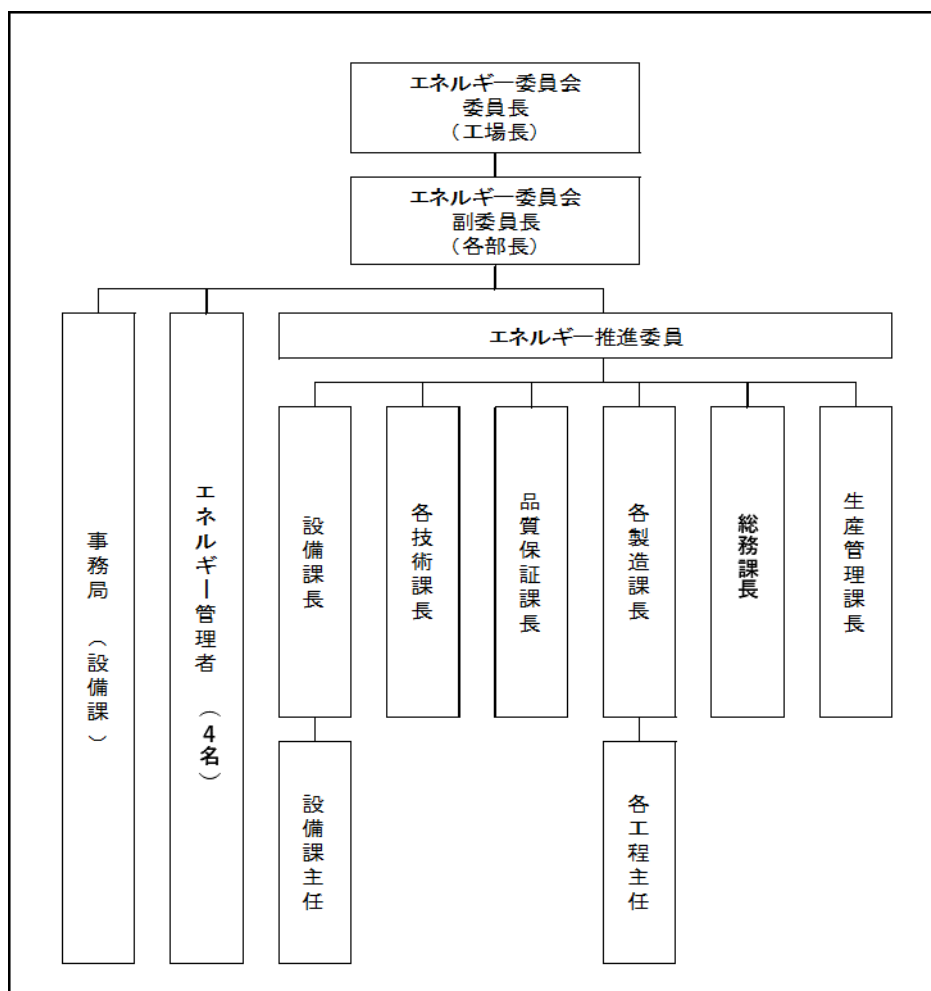 エネルギー委員会
委員長
（工場長）
エネルギー委員会
副委員長
（各部長）
エネルギー推進委員
事務局（設備課）
エネルギー管理者（4名）
設備課長
各技術課長
品質保証課長
各製造課長
総務課長
生産管理課長
設備課主任
各工程主任